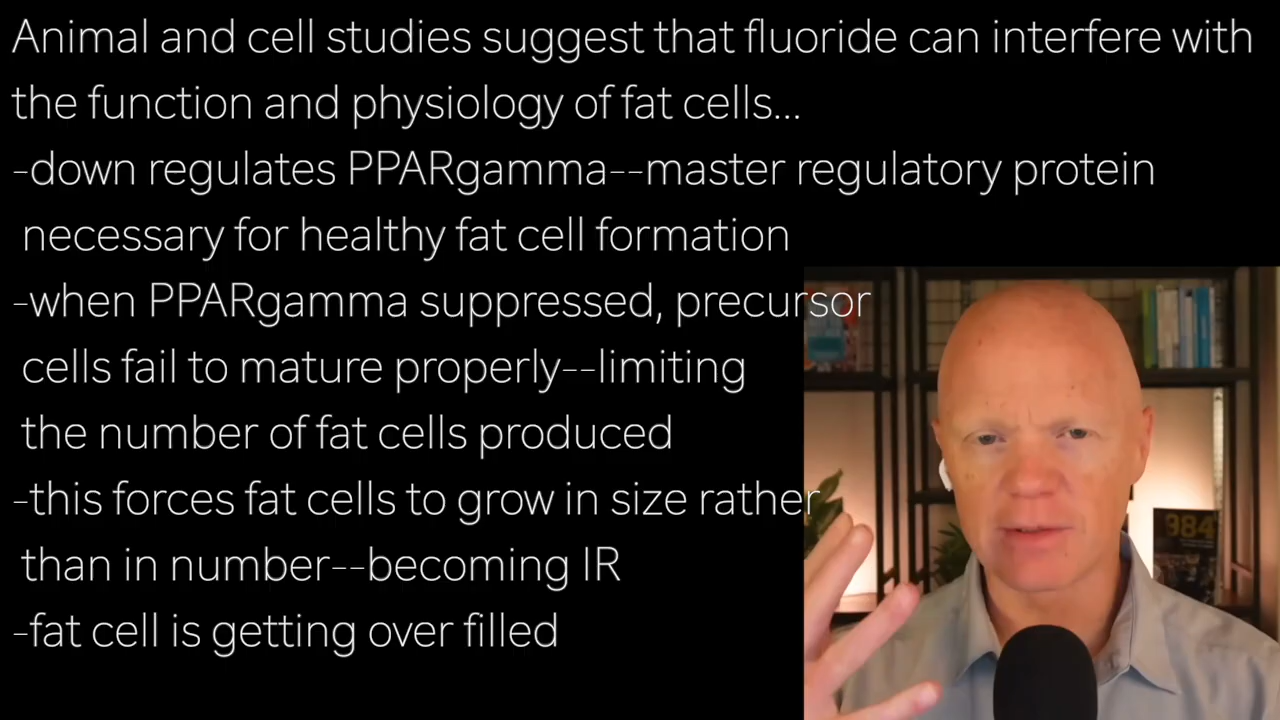 Animal and cell studies suggest that fluoride can interfere with
the function and physiology of fat cells...
-down regulates PPARgamma--master regulatory protein
necessary for healthy fat cell formation
-when PPARgamma suppressed, precursor
cells fail to mature properly--limiting
the number of fat cells produced
-this forces fat cells to grow in size rather
than in number--becoming IR
-fat cell is getting over filled
984